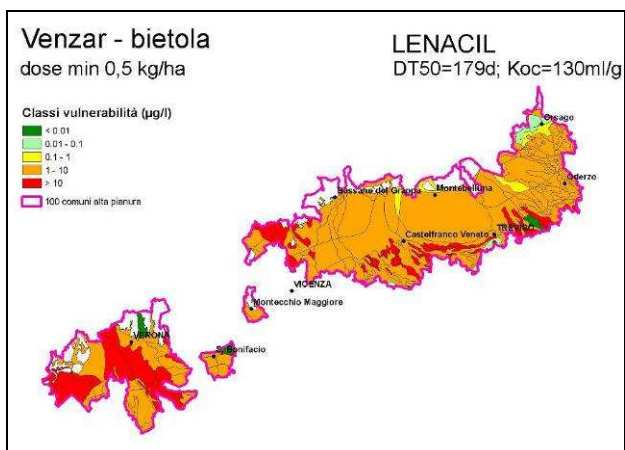 Venzar - bietola
dose min 0,5 kg/ha
LENACIL
DT50=179d; Koc=130ml/g
Classi vulnerabilità (µg/l)
< 0.01
0.01 - 0.1
0.1 - 1
1 - 10
> 10
100 comuni alta pianura
Orsago
Oderzo
Bassano del Grappa
Montebelluna
Castelfranco Veneto
TREVISO
VICENZA
Montecchio Maggiore
VERONA
S.Bonifacio